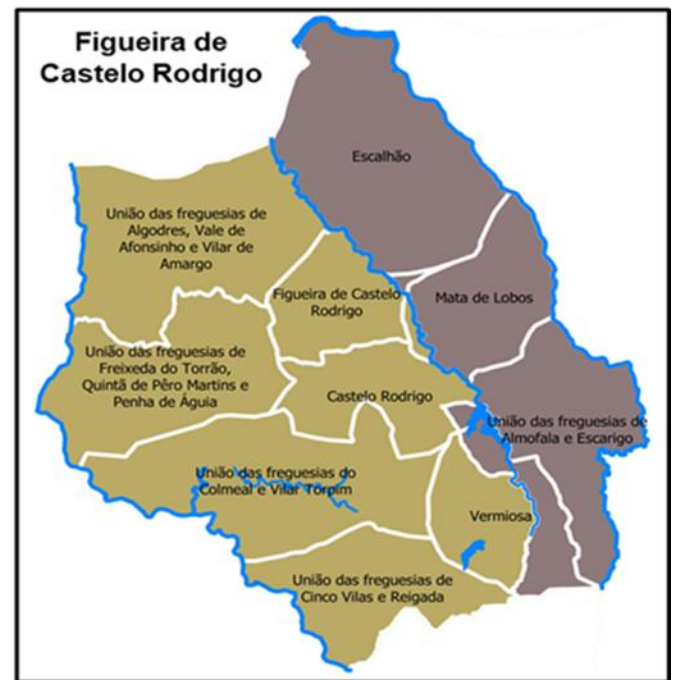 Figueira de
Castelo Rodrigo
Escalhão
União das freguesias de
Algodres, Vale de
Afonsinho e Vilar de
Amargo
Figueira de Castelo
Rodrigo
Mata de Lobos
União das freguesias de
Freixeda do Torrão,
Quintã de Pêro Martins e
Penha de Águia
Castelo Rodrigo
União das freguesias de
Almofala e Escarigo
União das freguesias do
Colmeal e Vilar Torpim
Vermiosa
União das freguesias de
Cinco Vilas e Reigada